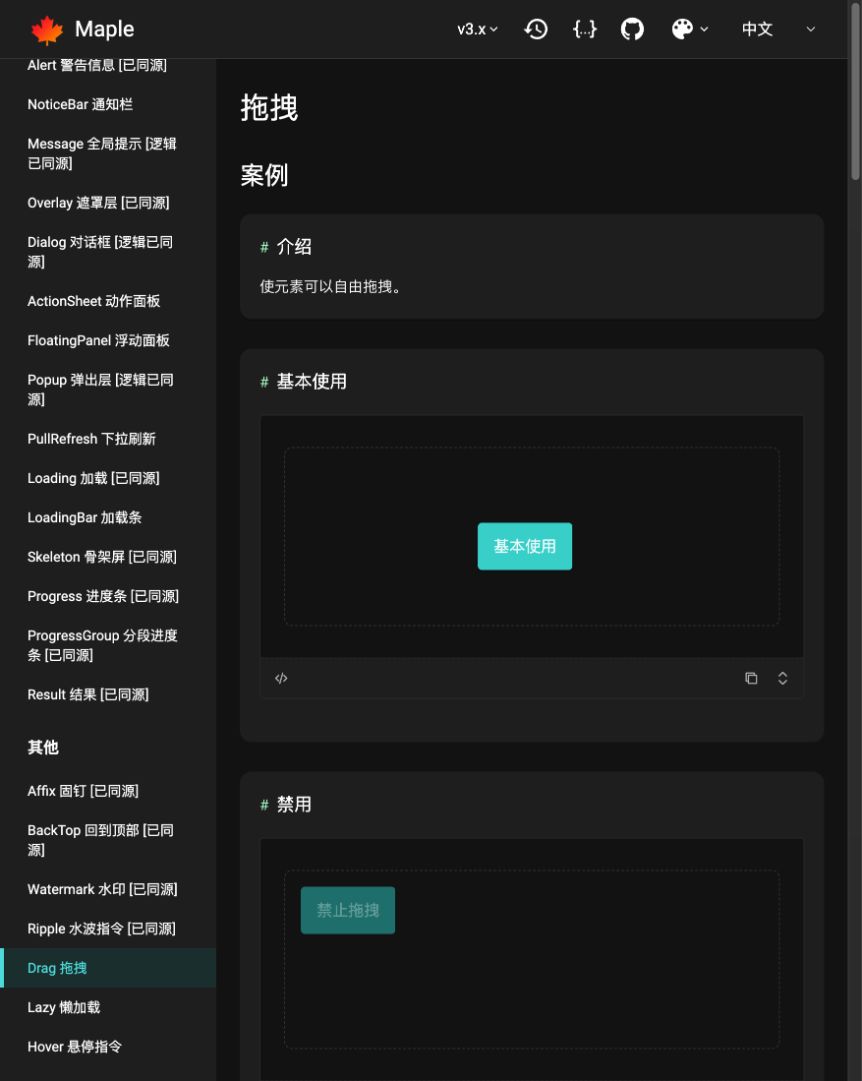 Maple
v3.x
中文
Alert 警告信息 [已同源]
NoticeBar 通知栏
Message 全局提示 [逻辑
已同源]
Overlay 遮罩层 [已同源]
Dialog 对话框 [逻辑已同
源]
ActionSheet 动作面板
FloatingPanel 浮动面板
Popup 弹出层 [逻辑已同
源]
PullRefresh 下拉刷新
Loading 加载 [已同源]
LoadingBar 加载条
Skeleton 骨架屏 [已同源]
Progress 进度条 [已同源]
ProgressGroup 分段进度
条 [已同源]
Result 结果 [已同源]
其他
Affix 固钉 [已同源]
BackTop 回到顶部 [已同
源]
Watermark 水印 [已同源]
Ripple 水波指令 [已同源]
Drag 拖拽
Lazy 懒加载
Hover 悬停指令
拖拽
案例
# 介绍
使元素可以自由拖拽。
# 基本使用
基本使用
# 禁用
禁止拖拽